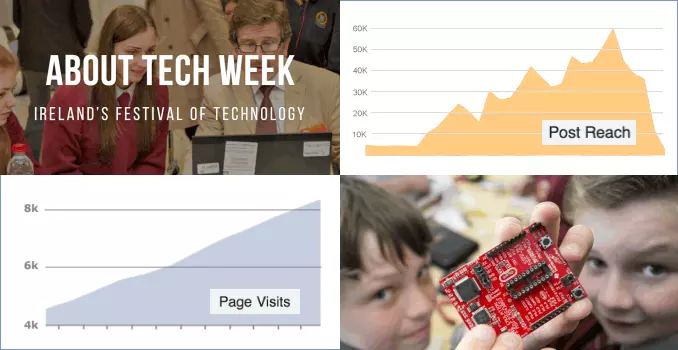 ABOUT TECH WEEK
IRELAND'S FESTIVAL OF TECHNOLOGY
60K
50K
40K
30K
20K
10K
Post Reach
8k
6k
4k
Page Visits